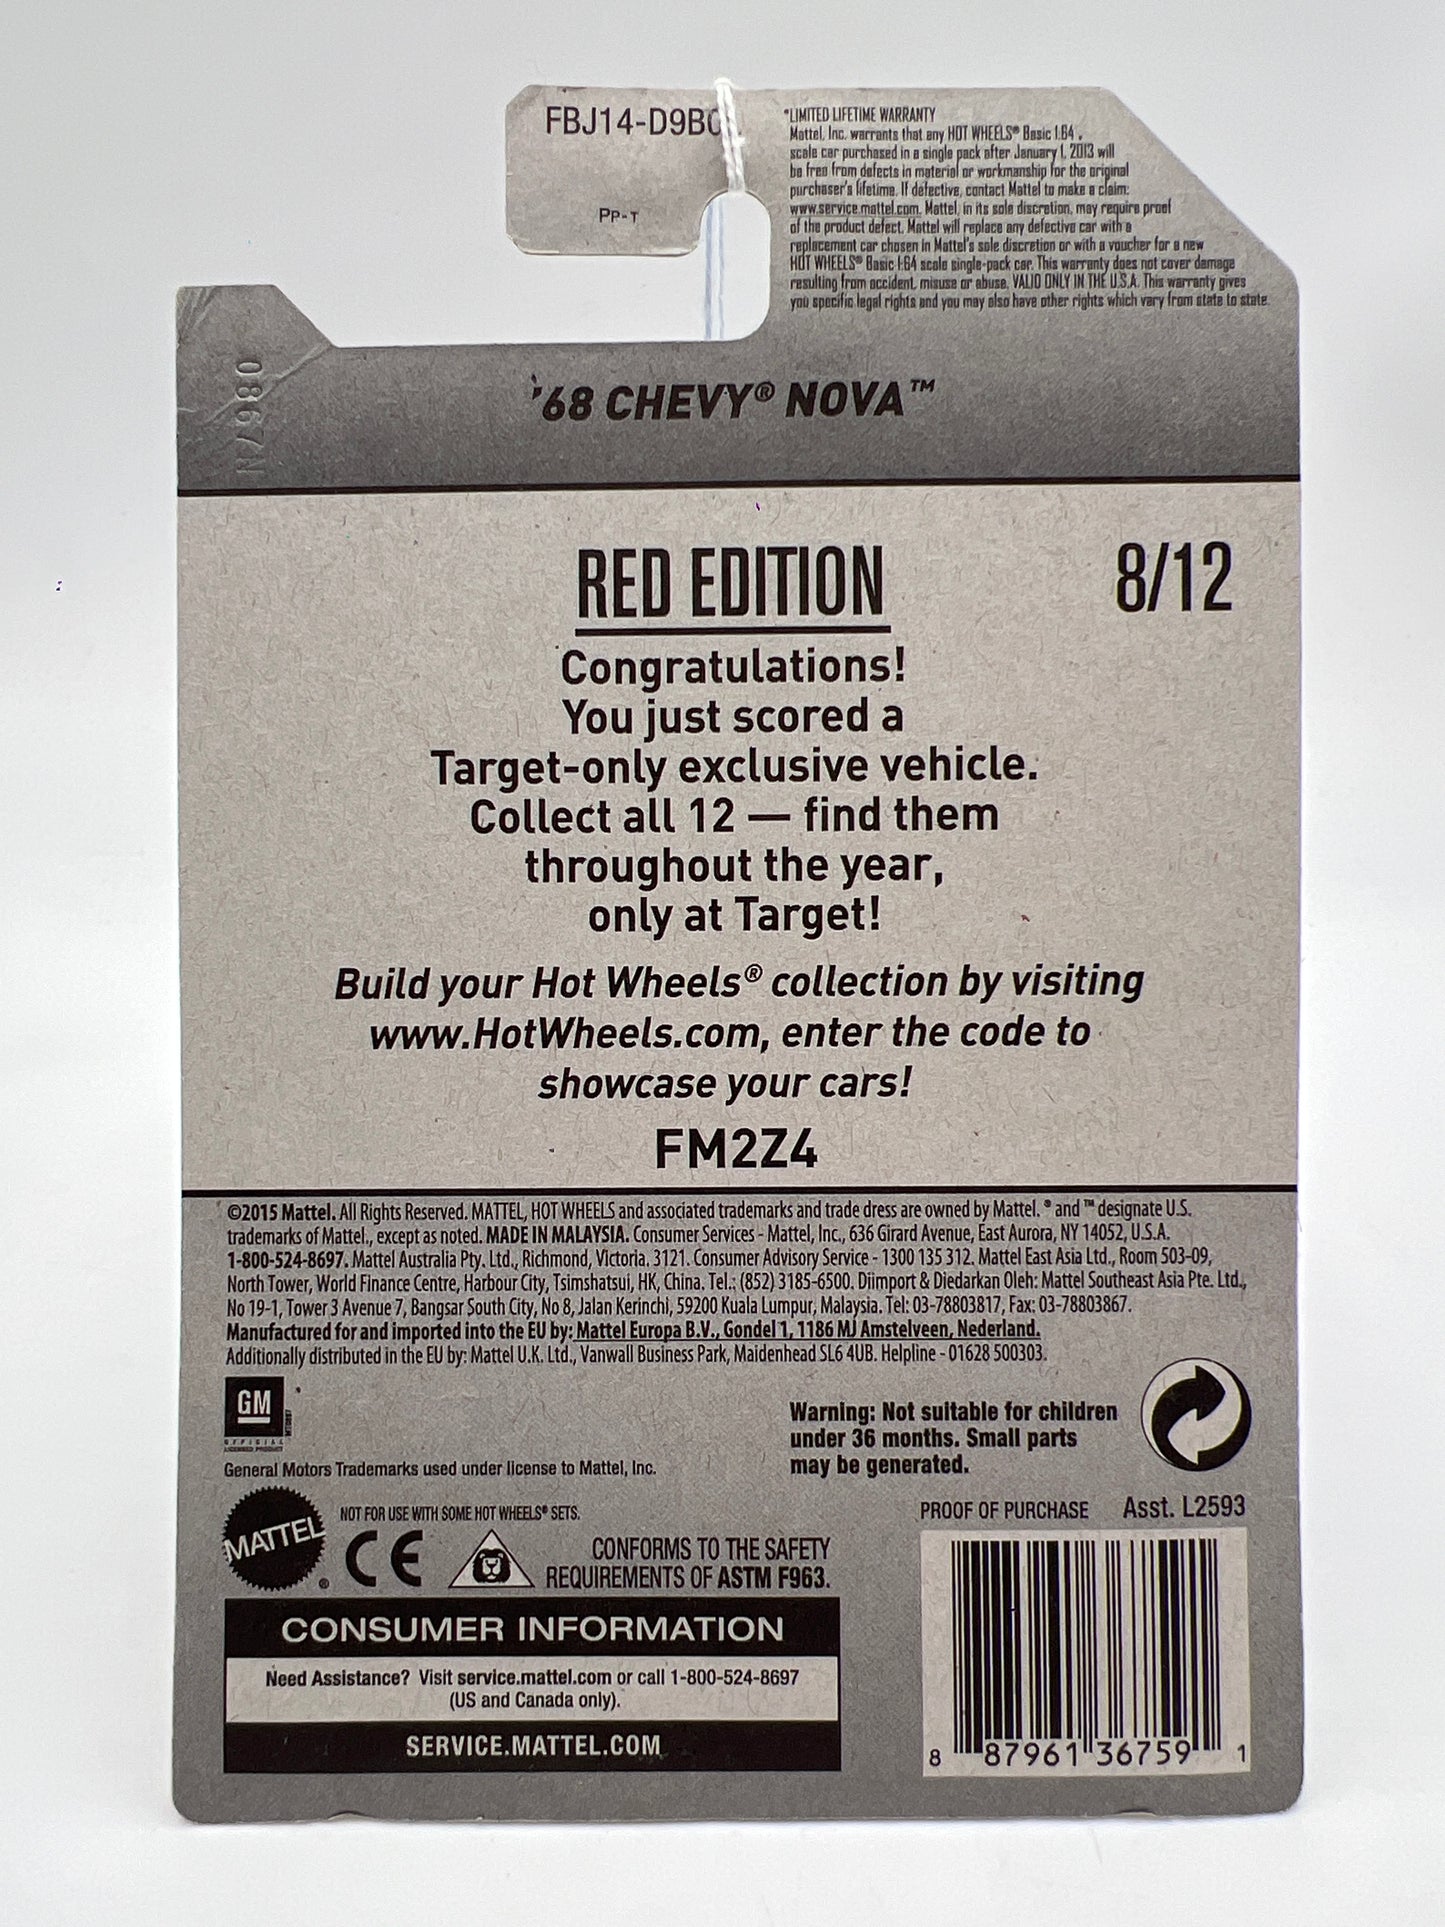 FBJ14-D9B0
PP-T
*LIMITED LIFETIME WARRANTY
Mattel, Inc. warrants that any HOT WHEELS® Basic 1:64
scale car purchased in a single pack after January 1, 2013 will
be free from defects in material or workmanship for the original
purchaser's lifetime. If defective, contact Mattel to make a claim:
www.service.mattel.com. Mattel, in its sole discretion, may require proof
of the product defect. Mattel will replace any defective car with a
replacement car chosen in Mattel's sole discretion or with a voucher for a new
HOT WHEELS® Basic 1:64 scale single-pack car. This warranty does not cover damage
resulting from accident, misuse or abuse. VALID ONLY IN THE U.S.A. This warranty gives
you specific legal rights and you may also have other rights which vary from state to state.
0867N
'68 CHEVY® NOVA™
RED EDITION
8/12
Congratulations!
You just scored a
Target-only exclusive vehicle.
Collect all 12 — find them
throughout the year,
only at Target!
Build your Hot Wheels® collection by visiting
www.HotWheels.com, enter the code to
showcase your cars!
FM2Z4
©2015 Mattel. All Rights Reserved. MATTEL, HOT WHEELS and associated trademarks and trade dress are owned by Mattel. ® and ™ designate U.S.
trademarks of Mattel., except as noted. MADE IN MALAYSIA. Consumer Services - Mattel, Inc., 636 Girard Avenue, East Aurora, NY 14052, U.S.A.
1-800-524-8697. Mattel Australia Pty. Ltd., Richmond, Victoria. 3121. Consumer Advisory Service - 1300 135 312. Mattel East Asia Ltd., Room 503-09,
North Tower, World Finance Centre, Harbour City, Tsimshatsui, HK, China. Tel.: (852) 3185-6500. Diimport & Diedarkan Oleh: Mattel Southeast Asia Pte. Ltd.,
No 19-1, Tower 3 Avenue 7, Bangsar South City, No 8, Jalan Kerinchi, 59200 Kuala Lumpur, Malaysia. Tel: 03-78803817, Fax: 03-78803867.
Manufactured for and imported into the EU by: Mattel Europa B.V., Gondel 1, 1186 MJ Amstelveen, Nederland.
Additionally distributed in the EU by: Mattel U.K. Ltd., Vanwall Business Park, Maidenhead SL6 4UB. Helpline - 01628 500303.
GM
OFFICIAL
LICENSED PRODUCT
General Motors Trademarks used under license to Mattel, Inc.
Warning: Not suitable for children
under 36 months. Small parts
may be generated.
MATTEL®
NOT FOR USE WITH SOME HOT WHEELS® SETS.
CE
CONFORMS TO THE SAFETY
REQUIREMENTS OF ASTM F963.
PROOF OF PURCHASE Asst. L2593
CONSUMER INFORMATION
Need Assistance? Visit service.mattel.com or call 1-800-524-8697
(US and Canada only).
SERVICE.MATTEL.COM
8 87961 36759 1